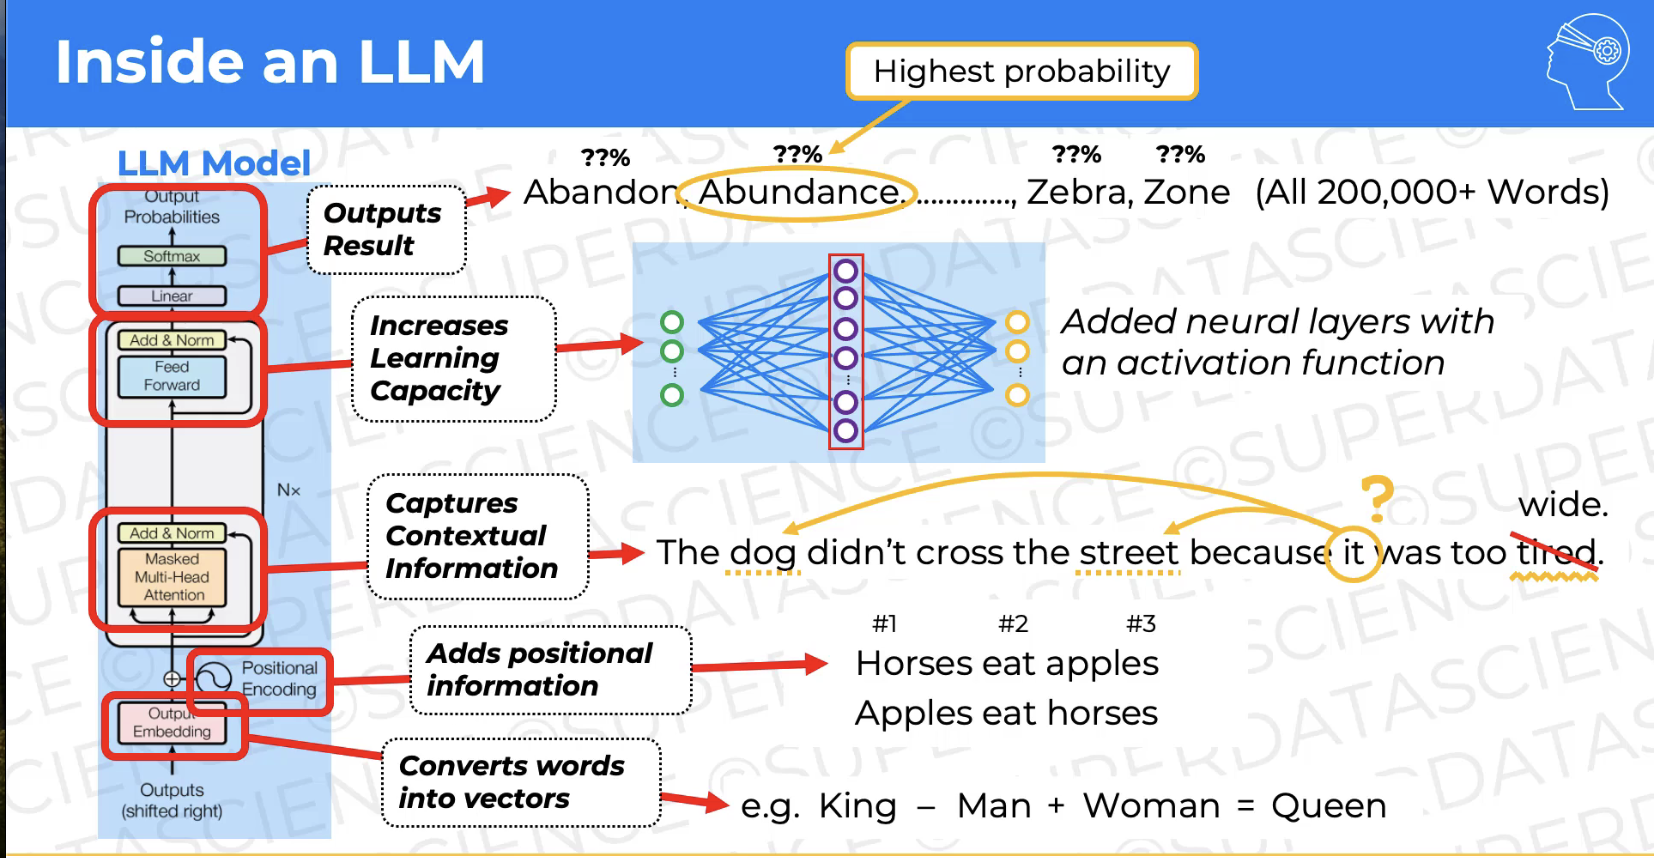 Inside an LLM
Highest probability
LLM Model
Output
Probabilities
Softmax
Linear
Outputs
Result
??% ??% ??% ??%
Abandon, Abundance, ............, Zebra, Zone (All 200,000+ Words)
Add & Norm
Feed
Forward
Increases
Learning
Capacity
Added neural layers with
an activation function
Nx
Add & Norm
Masked
Multi-Head
Attention
Captures
Contextual
Information
?
wide.
The dog didn't cross the street because it was too tired.
Positional
Encoding
Adds positional
information
#1 #2 #3
Horses eat apples
Apples eat horses
Output
Embedding
Outputs
(shifted right)
Converts words
into vectors
e.g. King – Man + Woman = Queen
©SUPERDATASCIENCE